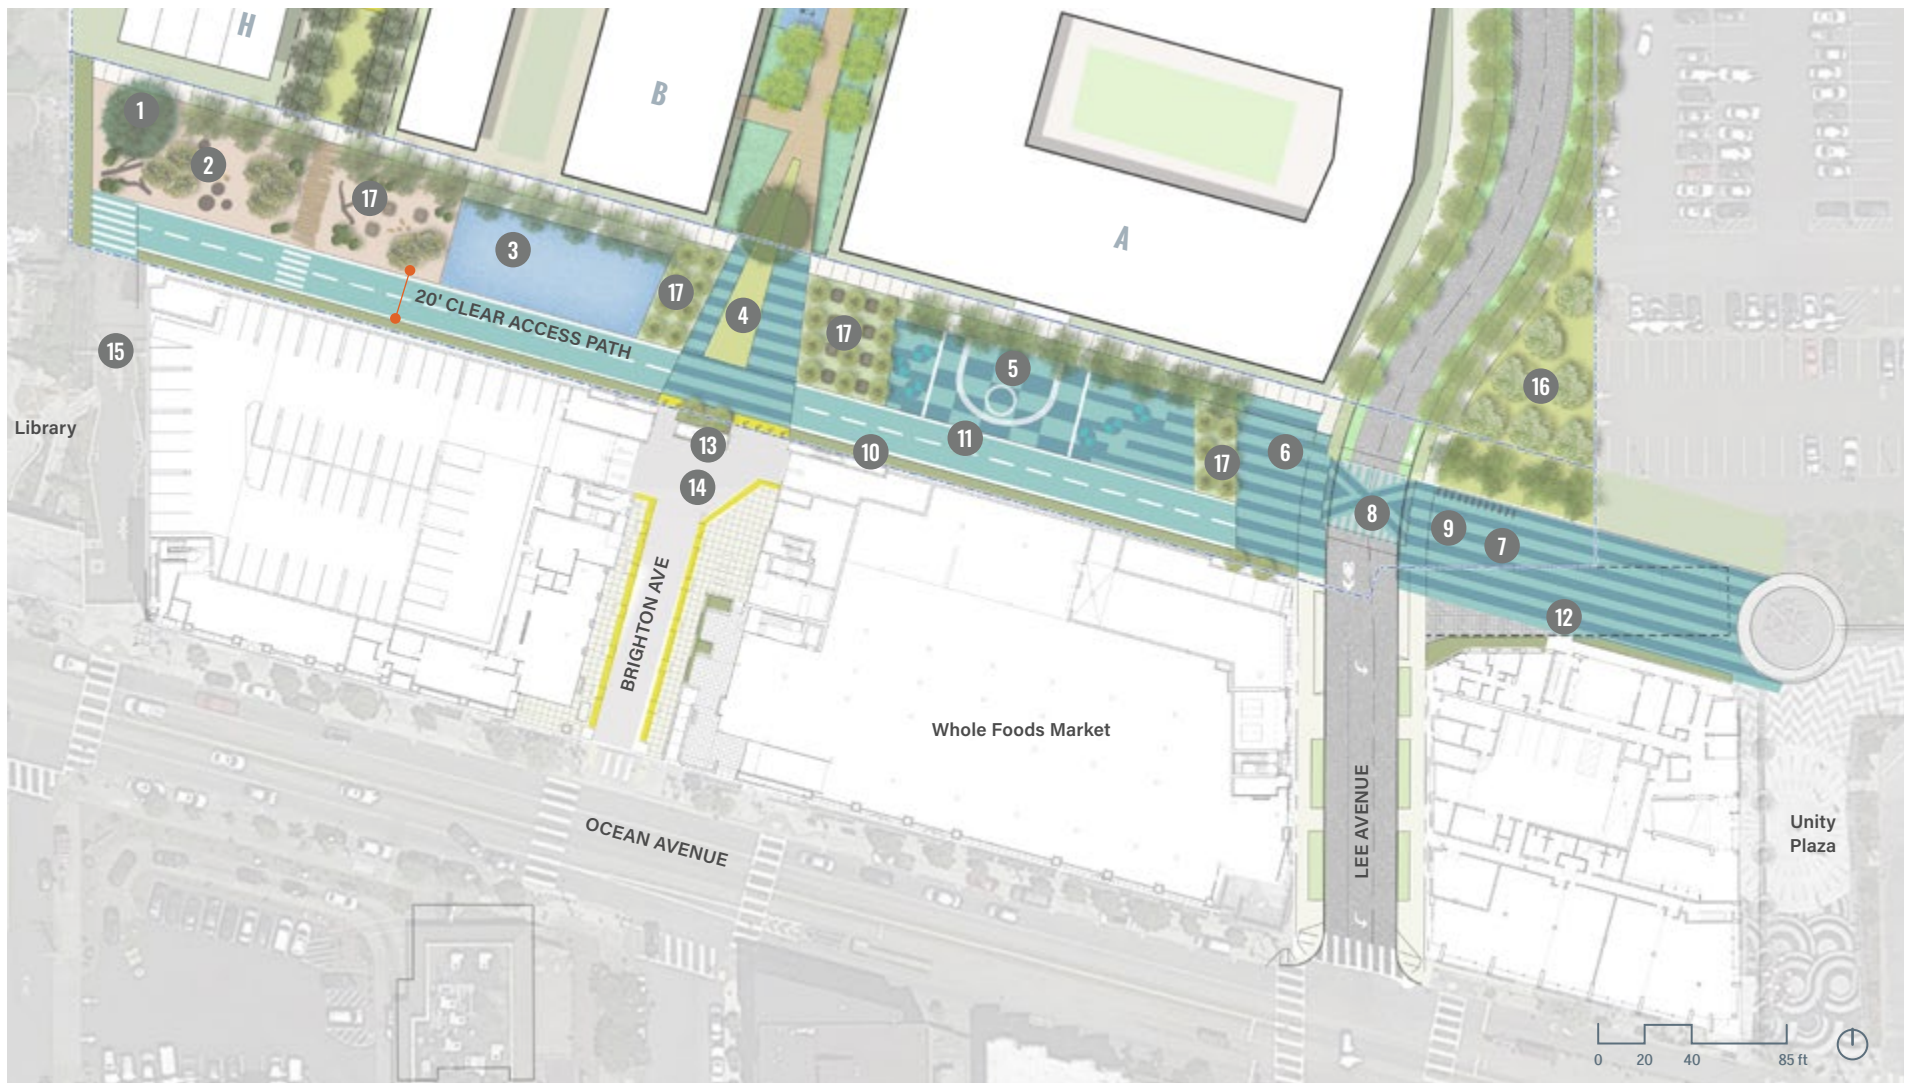 H
B
A
1
2
17
3
17
4
17
5
16
20' CLEAR ACCESS PATH
15
Library
13
10
11
6
17
14
8
9
7
12
BRIGHTON AVE
Whole Foods Market
LEE AVENUE
OCEAN AVENUE
Unity
Plaza
0 20 40 85 ft